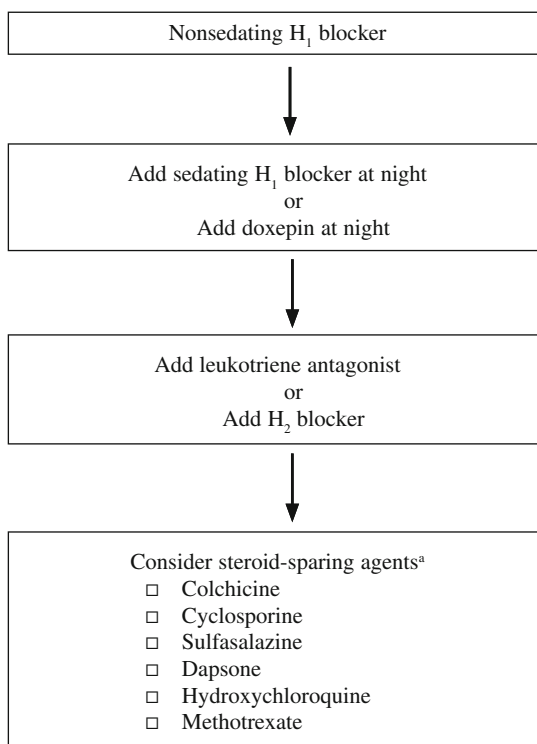 Nonsedating H₁ blocker
Add sedating H₁ blocker at night
or
Add doxepin at night
Add leukotriene antagonist
or
Add H₂ blocker
Consider steroid-sparing agentsᵃ
□ Colchicine
□ Cyclosporine
□ Sulfasalazine
□ Dapsone
□ Hydroxychloroquine
□ Methotrexate